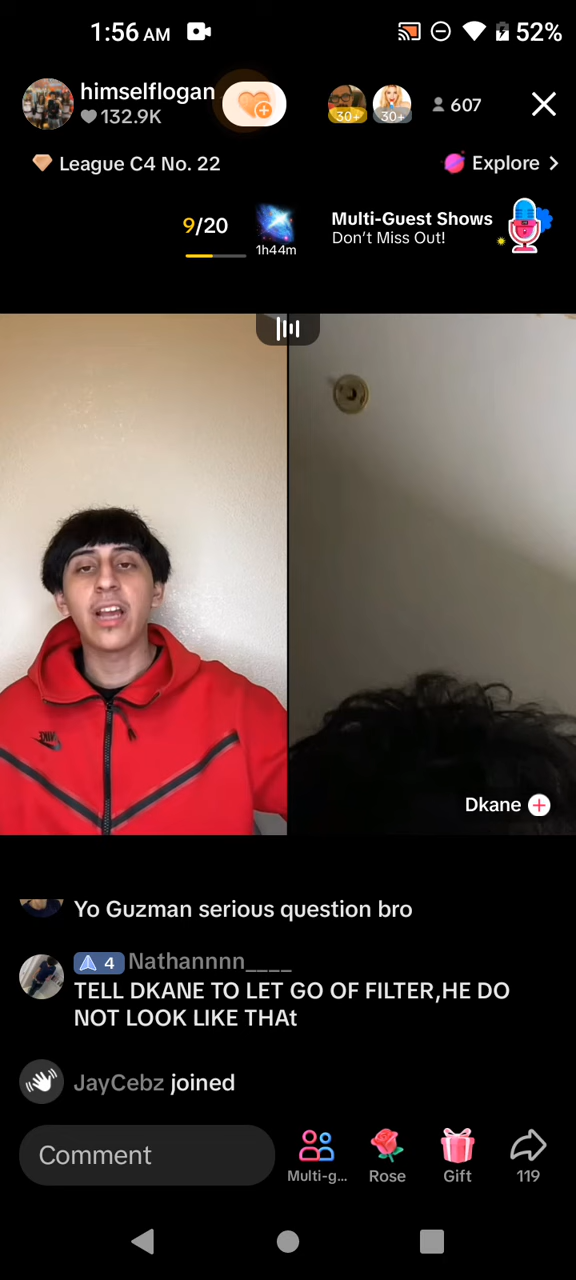 1:56 AM 52%
himselflogan
132.9K
30+ 30+ 607
League C4 No. 22 Explore >
9/20
1h44m
Multi-Guest Shows
Don't Miss Out!
NIKE
Dkane
Yo Guzman serious question bro
4 Nathannnn____
TELL DKANE TO LET GO OF FILTER,HE DO
NOT LOOK LIKE THAt
JayCebz joined
Comment
Multi-g... Rose Gift 119